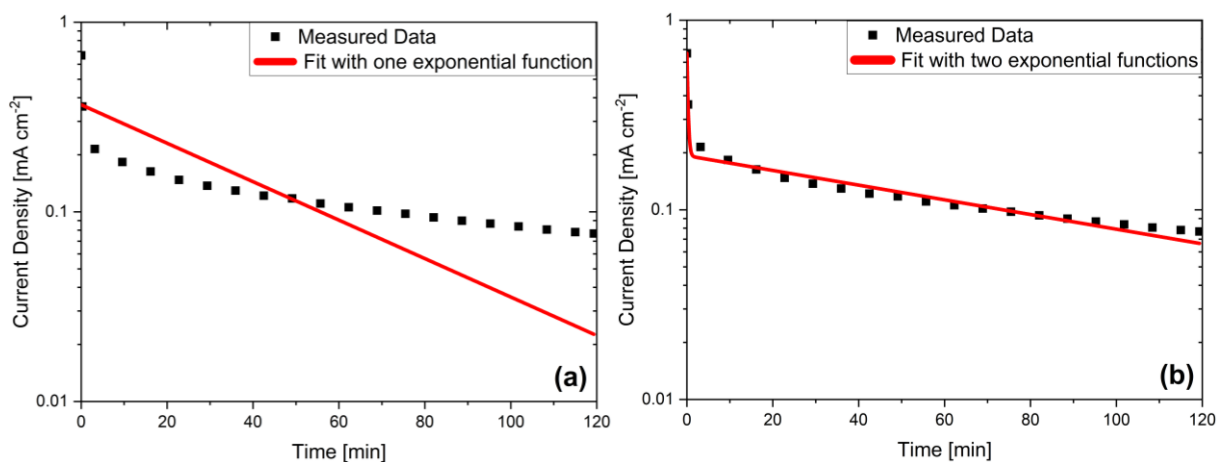 Current Density [mA cm-2]
1
0.1
0.01
Measured Data
Fit with one exponential function
(a)
0 20 40 60 80 100 120
Time [min]
Current Density [mA cm-2]
1
0.1
0.01
Measured Data
Fit with two exponential functions
(b)
0 20 40 60 80 100 120
Time [min]